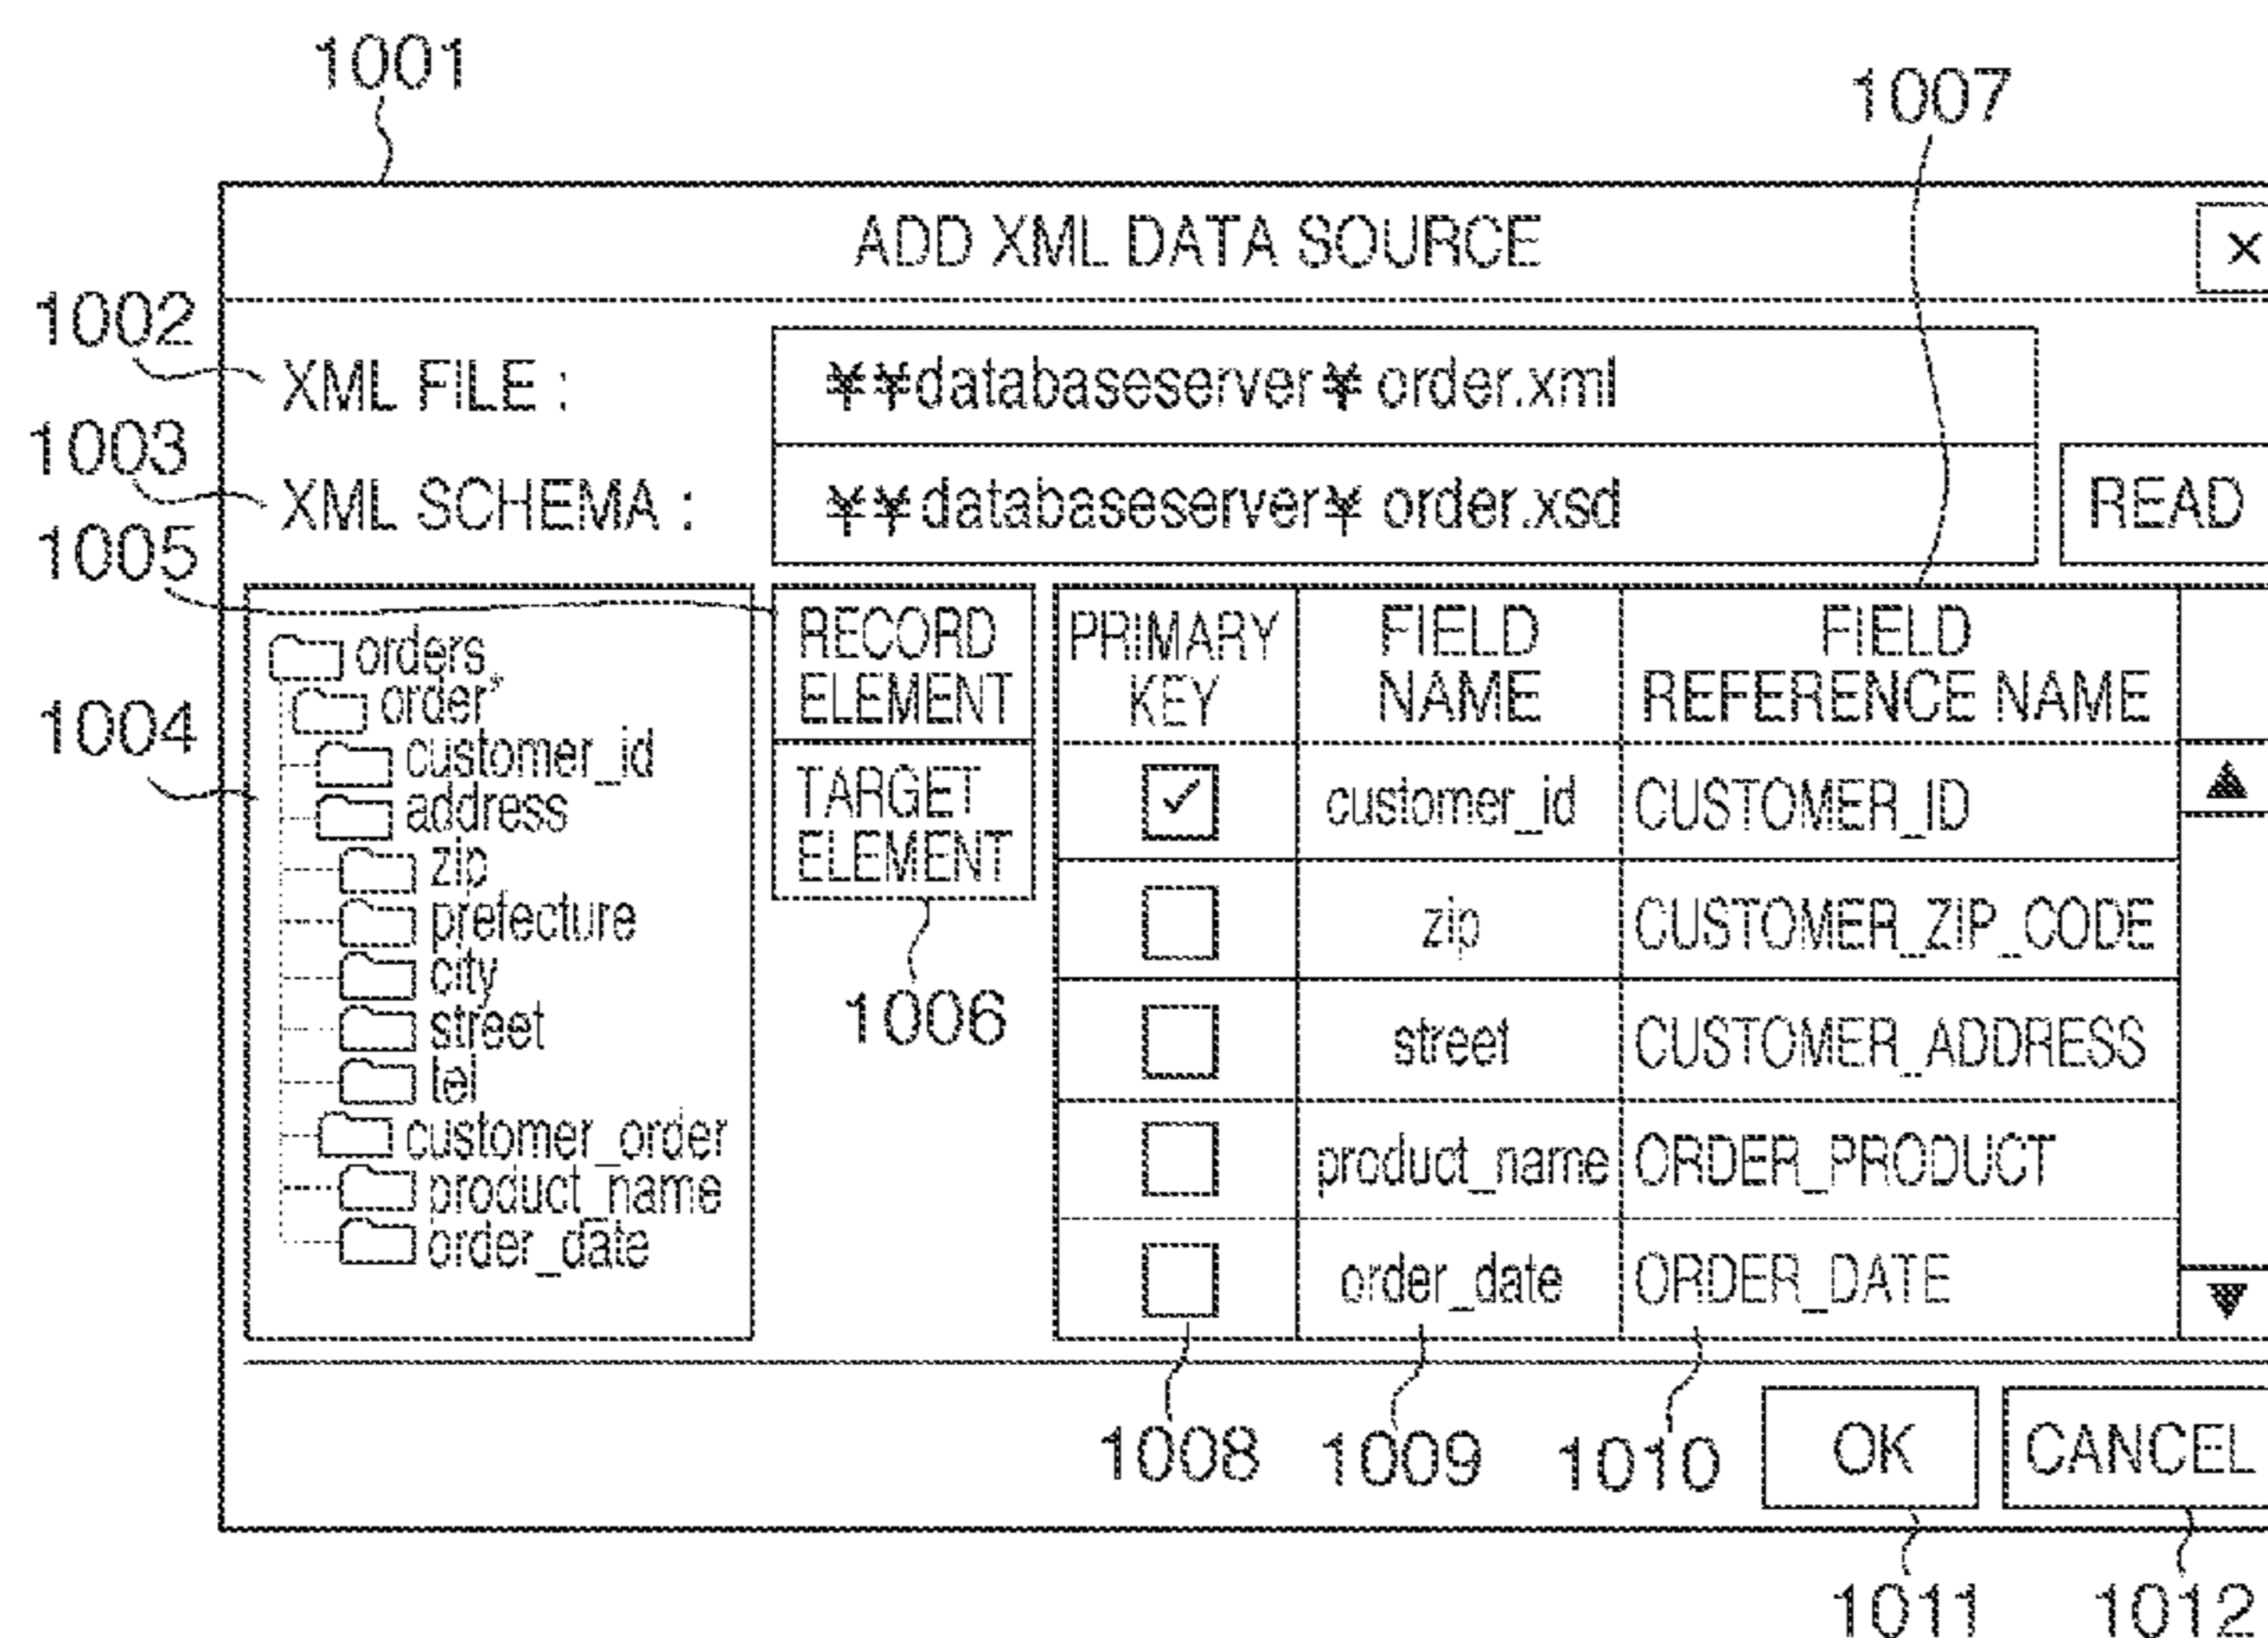 1001
1007
ADD XML DATA SOURCE ×
1002
XML FILE : ¥¥databaseserver¥ order.xml
1003
XML SCHEMA : ¥¥databaseserver¥ order.xsd READ
1005
1004
orders
order*
customer_id
address
zip
prefecture
city
street
tel
customer_order
product_name
order_date
RECORD
ELEMENT
TARGET
ELEMENT
1006
PRIMARY
KEY
FIELD
NAME
FIELD
REFERENCE NAME
✓ customer_id CUSTOMER_ID ▲
zip CUSTOMER_ZIP_CODE
street CUSTOMER_ADDRESS
product_name ORDER_PRODUCT
order_date ORDER_DATE ▼
1008 1009 1010 OK CANCEL
1011 1012